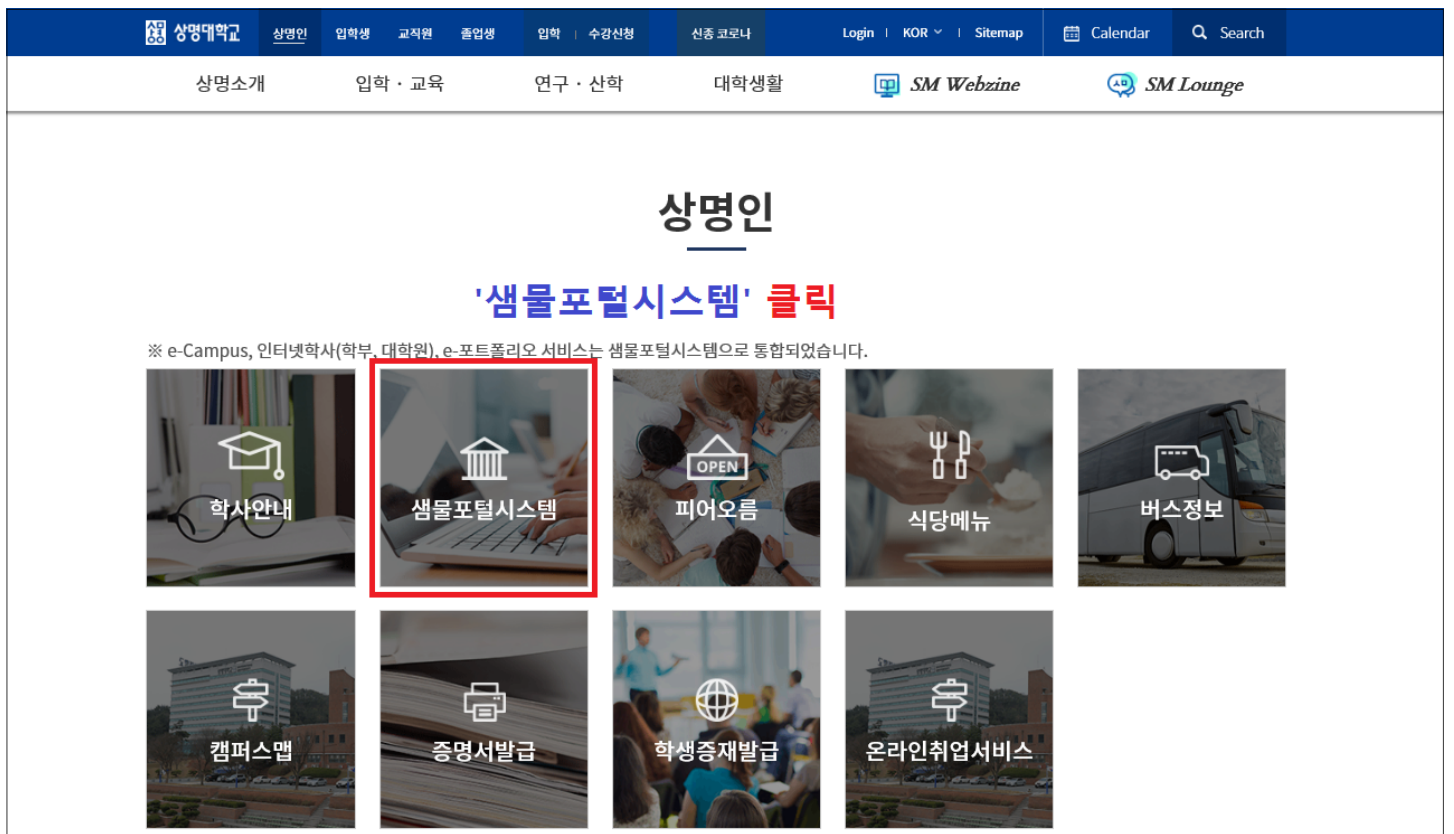 상명대학교 상명인 입학생 교직원 졸업생 입학 | 수강신청 신종 코로나 Login | KOR | Sitemap Calendar Search
상명소개 입학 · 교육 연구 · 산학 대학생활 SM Webzine SM Lounge
상명인
'샘물포털시스템' 클릭
※ e-Campus, 인터넷학사(학부, 대학원), e-포트폴리오 서비스는 샘물포털시스템으로 통합되었습니다.
OPEN
학사안내 샘물포털시스템 피어오름 식당메뉴 버스정보
캠퍼스맵 증명서발급 학생증재발급 온라인취업서비스